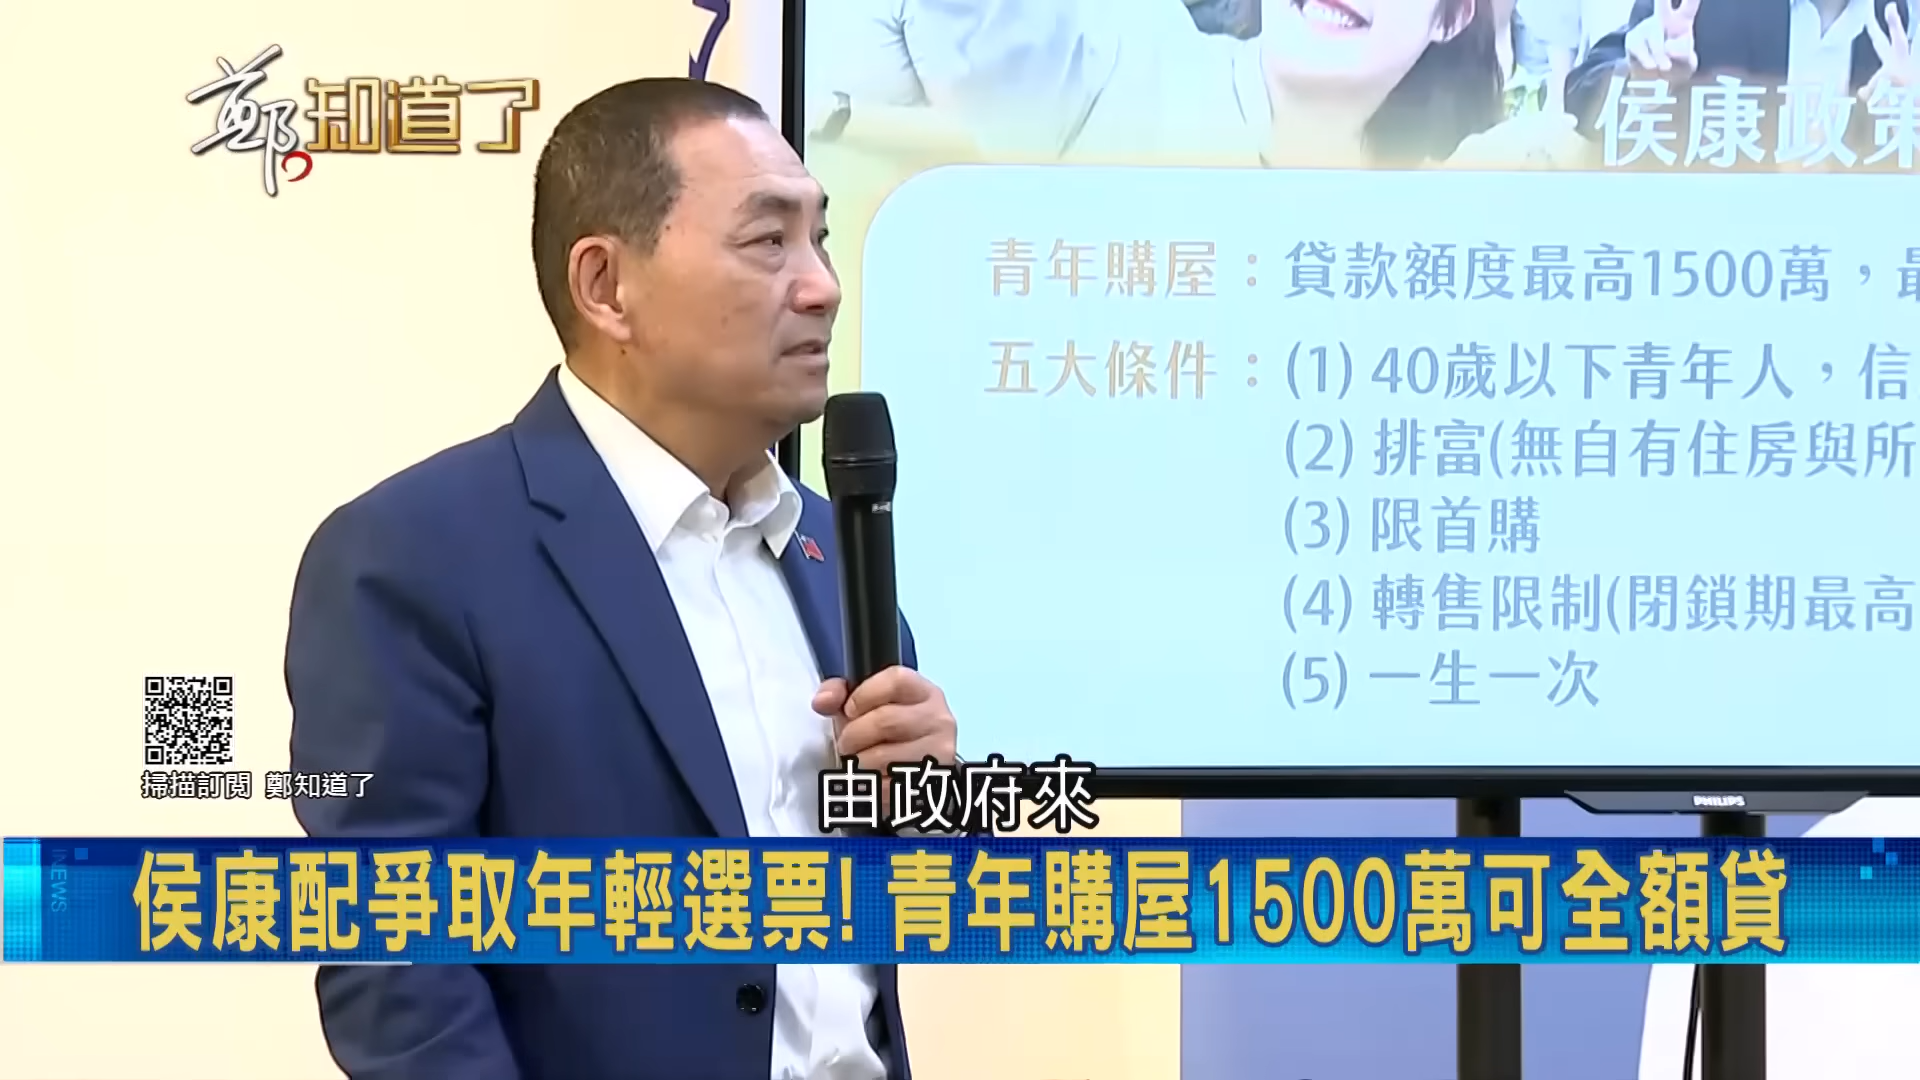 鄭知道了
侯康政策
青年購屋：貸款額度最高1500萬，最
五大條件：(1) 40歲以下青年人，信
(2) 排富(無自有住房與所
(3) 限首購
(4) 轉售限制(閉鎖期最高
(5) 一生一次
PHILIPS
掃描訂閱 鄭知道了
由政府來
INEWS
侯康配爭取年輕選票! 青年購屋1500萬可全額貸